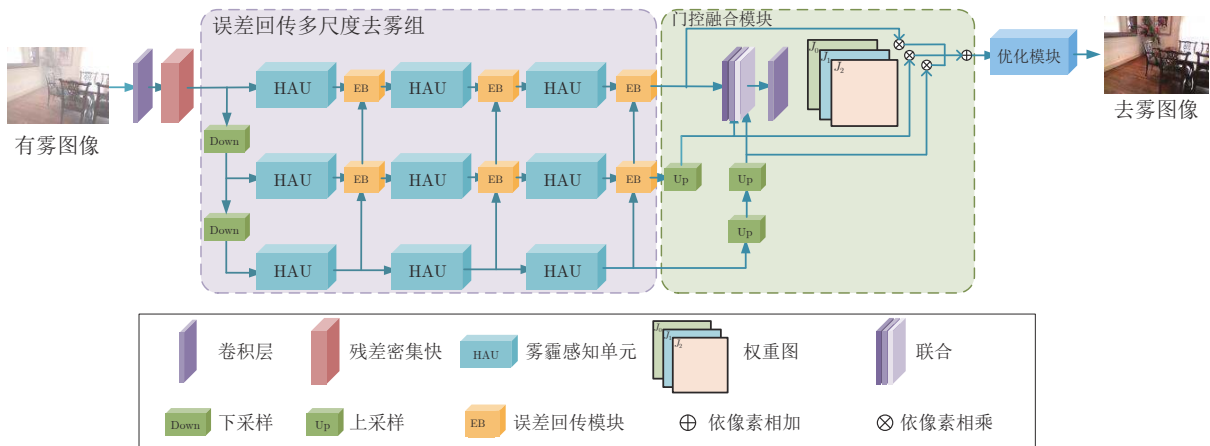 误差回传多尺度去雾组
门控融合模块
有雾图像
HAU
EB
HAU
EB
HAU
EB
J0
J1
J2
优化模块
去雾图像
Down
HAU
EB
HAU
EB
HAU
EB
Up
Up
Down
HAU
HAU
HAU
Up
卷积层
残差密集快
HAU
雾霾感知单元
J0
J1
J2
权重图
联合
Down
下采样
Up
上采样
EB
误差回传模块
依像素相加
依像素相乘